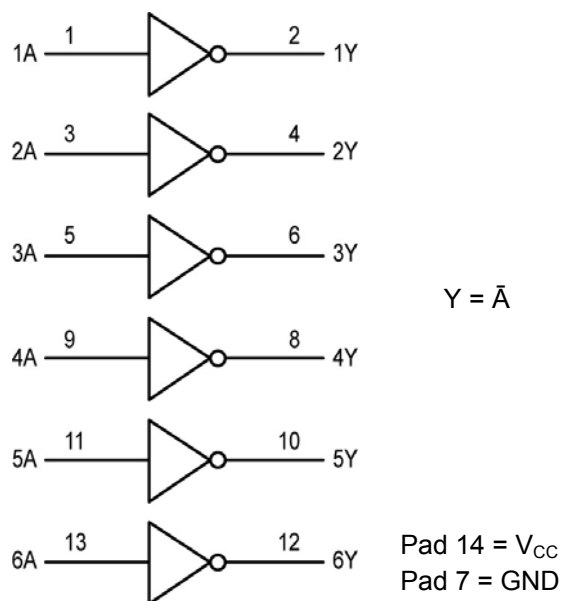 1A 1 2 1Y
2A 3 4 2Y
3A 5 6 3Y
Y = Ā
4A 9 8 4Y
5A 11 10 5Y
6A 13 12 6Y
Pad 14 = VCC
Pad 7 = GND